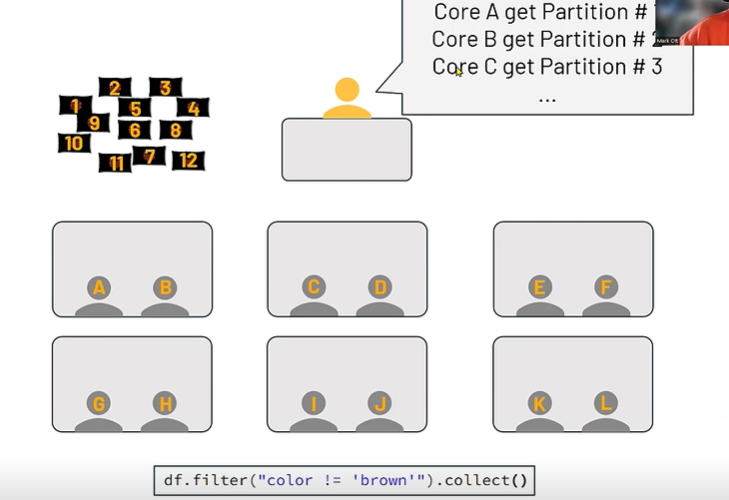 Core A get Partition #
Core B get Partition # 2
Core C get Partition # 3
...
2 3
1 5 4
9 6 8
10
11 7 12
A B C D E F
G H I J K L
df.filter("color != 'brown'").collect()